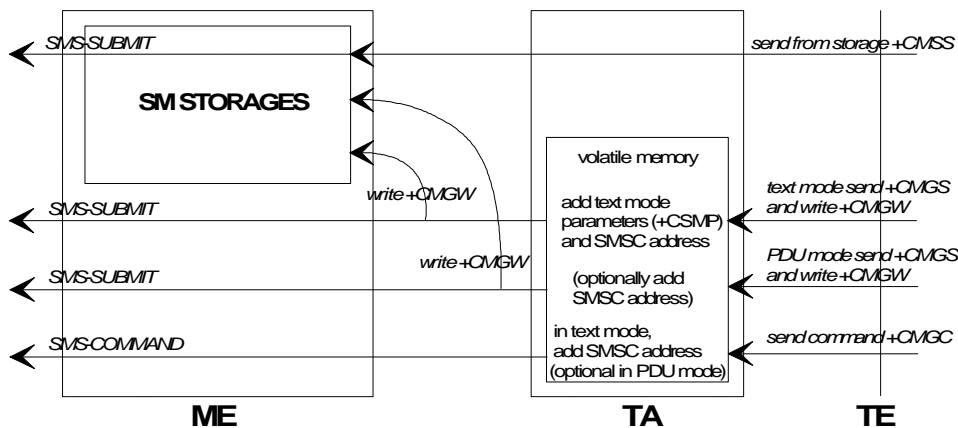 SMS-SUBMIT
send from storage +CMSS
SM STORAGES
volatile memory
write +CMGW
text mode send +CMGS
and write +CMGW
SMS-SUBMIT
add text mode
parameters (+CSMP)
and SMSC address
write +CMGW
PDU mode send +CMGS
and write +CMGW
SMS-SUBMIT
(optionally add
SMSC address)
SMS-COMMAND
in text mode,
add SMSC address
(optional in PDU mode)
send command +CMGC
ME
TA
TE